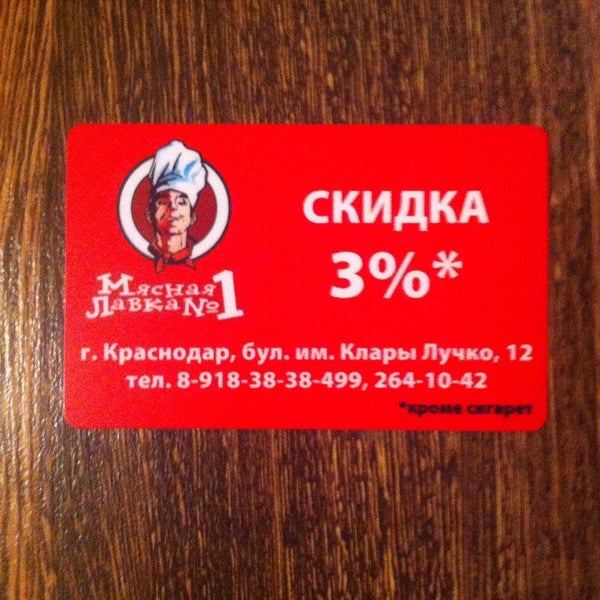 Мясная
Лавка №1
СКИДКА
3%*
г. Краснодар, бул. им. Клары Лучко, 12
тел. 8-918-38-38-499, 264-10-42
*кроме сигарет